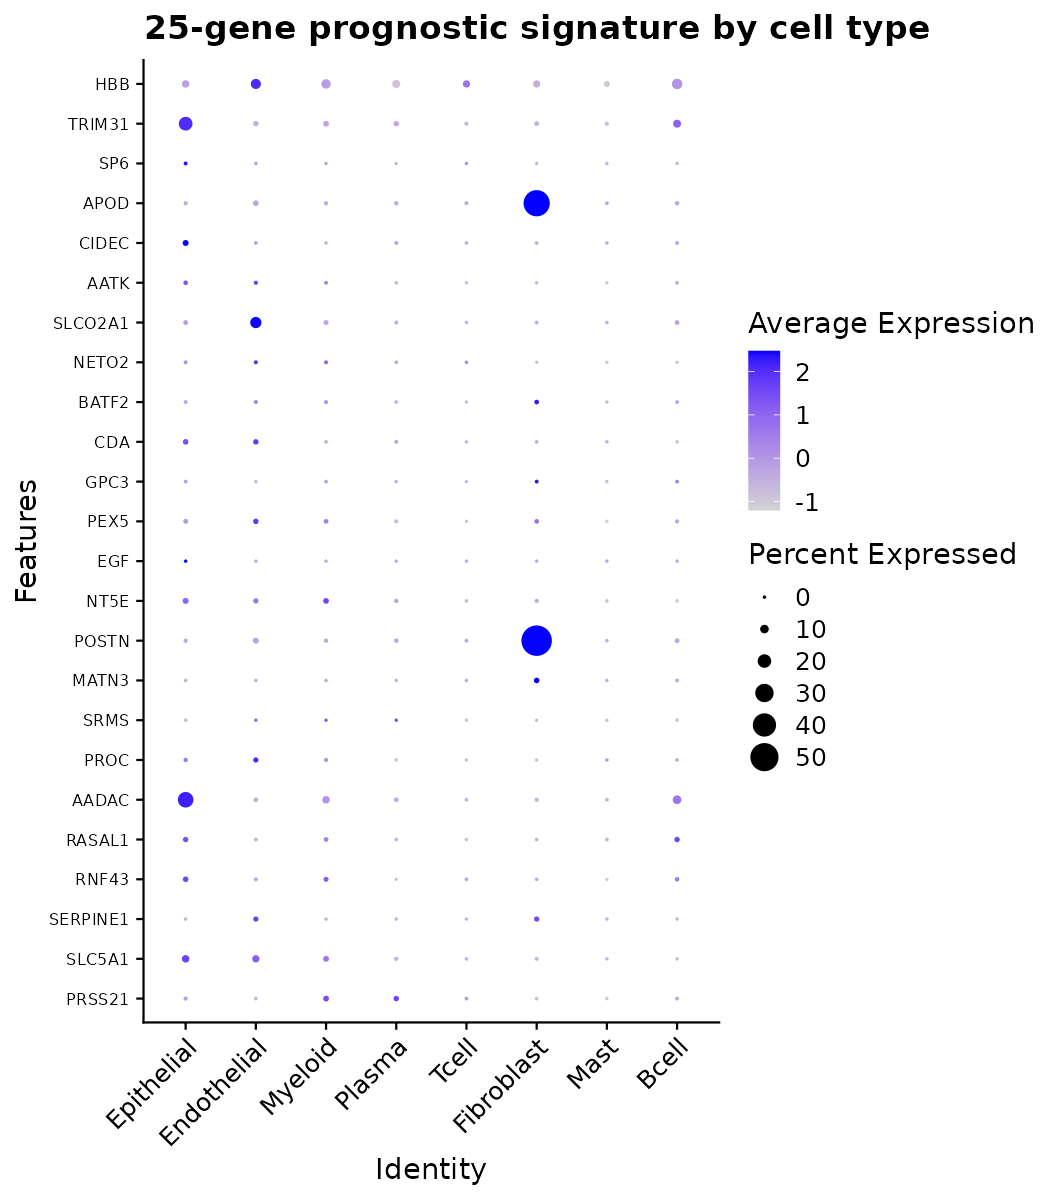 25-gene prognostic signature by cell type
HBB
TRIM31
SP6
APOD
CIDEC
AATK
SLCO2A1
NETO2
BATF2
CDA
GPC3
PEX5
EGF
NT5E
POSTN
MATN3
SRMS
PROC
AADAC
RASAL1
RNF43
SERPINE1
SLC5A1
PRSS21
Features
Epithelial
Endothelial
Myeloid
Plasma
Tcell
Fibroblast
Mast
Bcell
Identity
Average Expression
2
1
0
-1
Percent Expressed
0
10
20
30
40
50